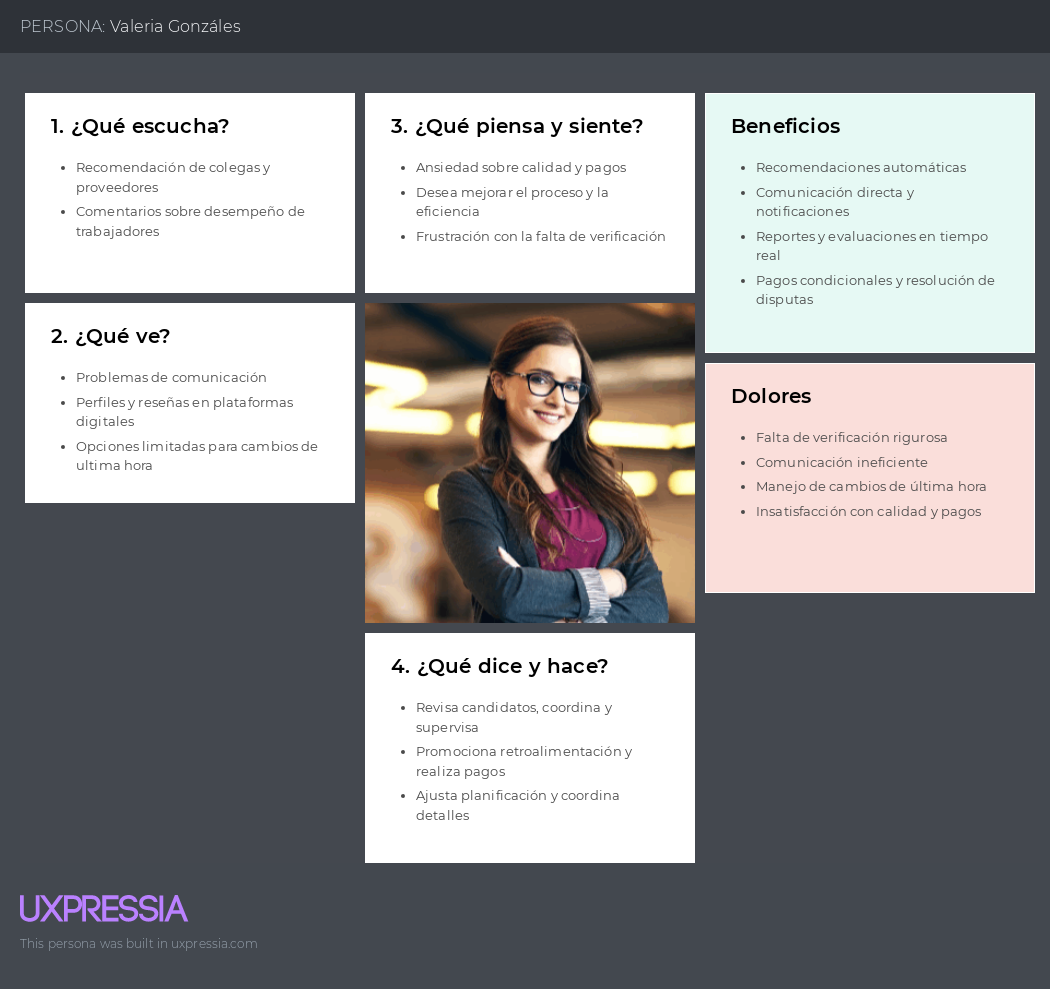 PERSONA: Valeria Gonzáles
1. ¿Qué escucha?
Recomendación de colegas y
proveedores
Comentarios sobre desempeño de
trabajadores
2. ¿Qué ve?
Problemas de comunicación
Perfiles y reseñas en plataformas
digitales
Opciones limitadas para cambios de
ultima hora
3. ¿Qué piensa y siente?
Ansiedad sobre calidad y pagos
Desea mejorar el proceso y la
eficiencia
Frustración con la falta de verificación
4. ¿Qué dice y hace?
Revisa candidatos, coordina y
supervisa
Promociona retroalimentación y
realiza pagos
Ajusta planificación y coordina
detalles
Beneficios
Recomendaciones automáticas
Comunicación directa y
notificaciones
Reportes y evaluaciones en tiempo
real
Pagos condicionales y resolución de
disputas
Dolores
Falta de verificación rigurosa
Comunicación ineficiente
Manejo de cambios de última hora
Insatisfacción con calidad y pagos
UXPRESSIA
This persona was built in uxpressia.com